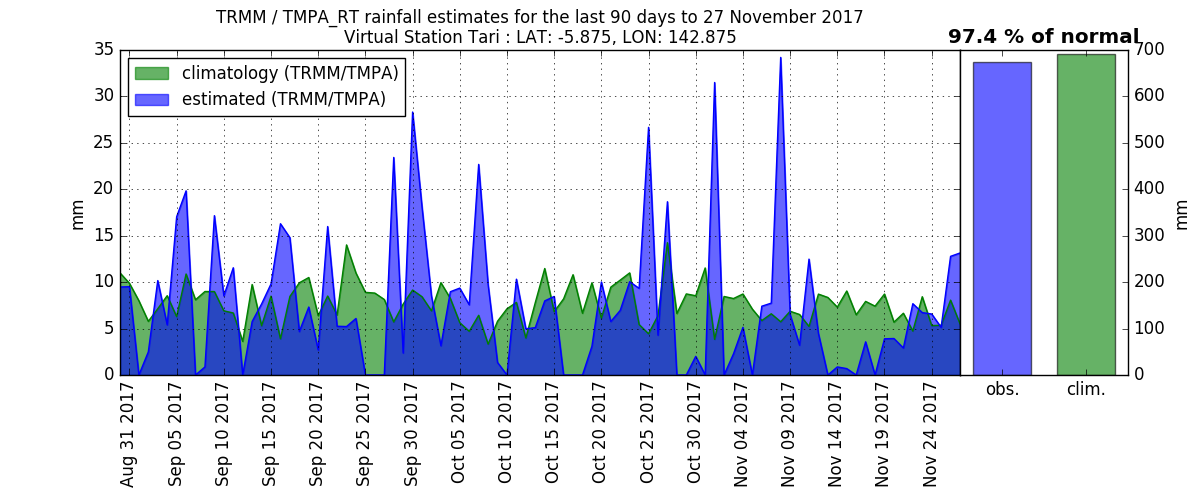 TRMM / TMPA_RT rainfall estimates for the last 90 days to 27 November 2017
Virtual Station Tari : LAT: -5.875, LON: 142.875
97.4 % of normal
climatology (TRMM/TMPA)
estimated (TRMM/TMPA)
mm
35
30
25
20
15
10
5
0
Aug 31 2017
Sep 05 2017
Sep 10 2017
Sep 15 2017
Sep 20 2017
Sep 25 2017
Sep 30 2017
Oct 05 2017
Oct 10 2017
Oct 15 2017
Oct 20 2017
Oct 25 2017
Oct 30 2017
Nov 04 2017
Nov 09 2017
Nov 14 2017
Nov 19 2017
Nov 24 2017
obs.
clim.
700
600
500
400
300
200
100
0
mm